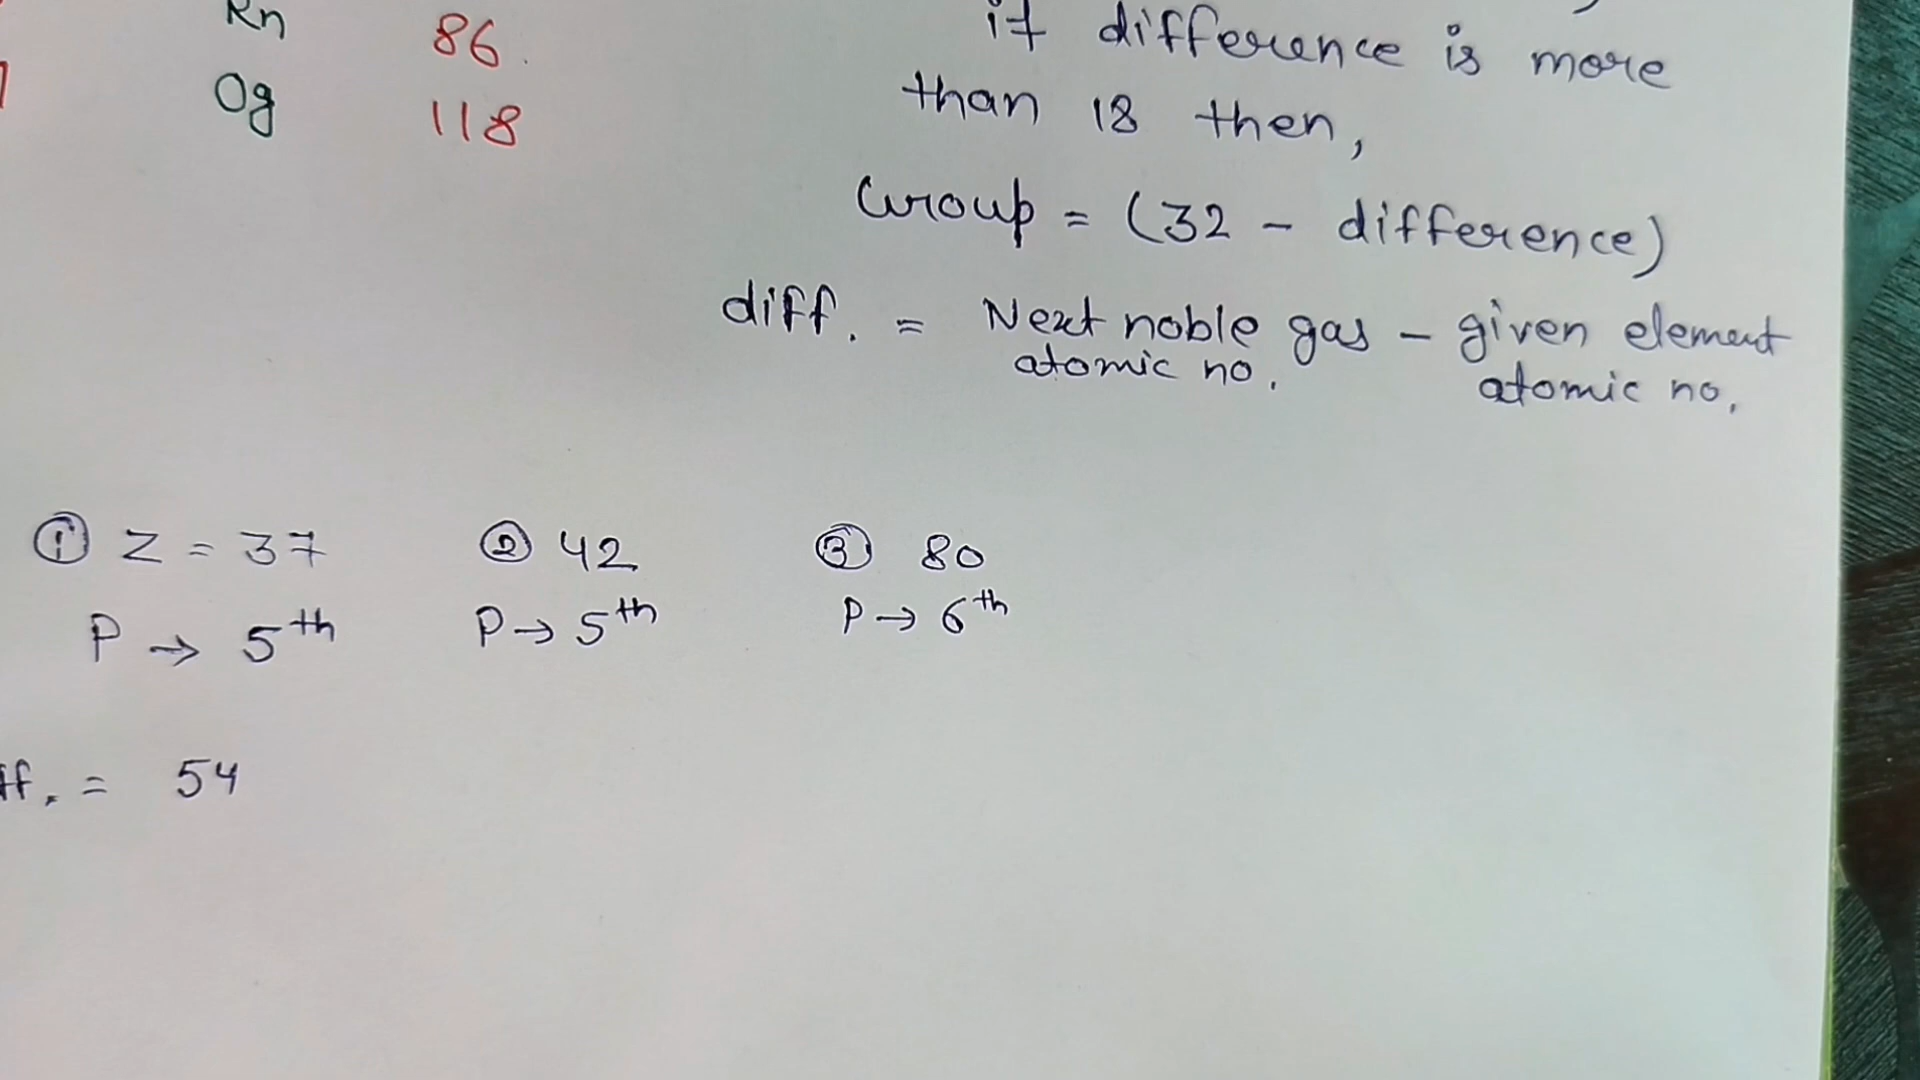 Rn 86.
Og 118
if difference is more
than 18 then,
Group = (32 - difference)
diff. = Next noble gas - given element
atomic no. atomic no.
① Z = 37 ② 42 ③ 80
P → 5th P → 5th P → 6th
ff. = 54